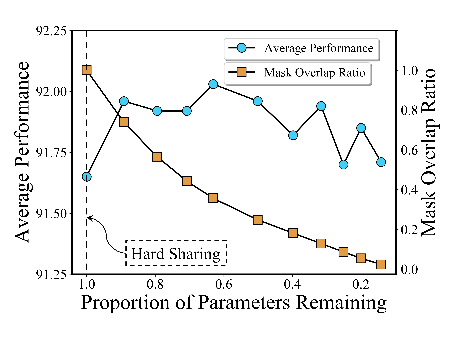 92.25
92.00
91.75
91.50
91.25
Average Performance
Average Performance
Mask Overlap Ratio
Hard Sharing
1.0
0.8
0.6
0.4
0.2
0.0
Mask Overlap Ratio
1.0
0.8
0.6
0.4
0.2
Proportion of Parameters Remaining